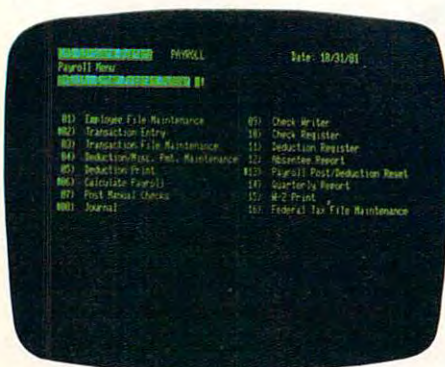 PAYROLL Date: 10/31/81
Payroll Menu
01) Employee File Maintenance
02) Transaction Entry
03) Transaction File Maintenance
04) Deduction/Misc. Pmt. Maintenance
05) Deduction Print
06) Calculate Payroll
07) Post Manual Checks
08) Journal
09) Check Writer
10) Check Register
11) Deduction Register
12) Absentee Report
13) Payroll Post/Deduction Reset
14) Quarterly Report
15) W-2 Print
16) Federal Tax File Maintenance